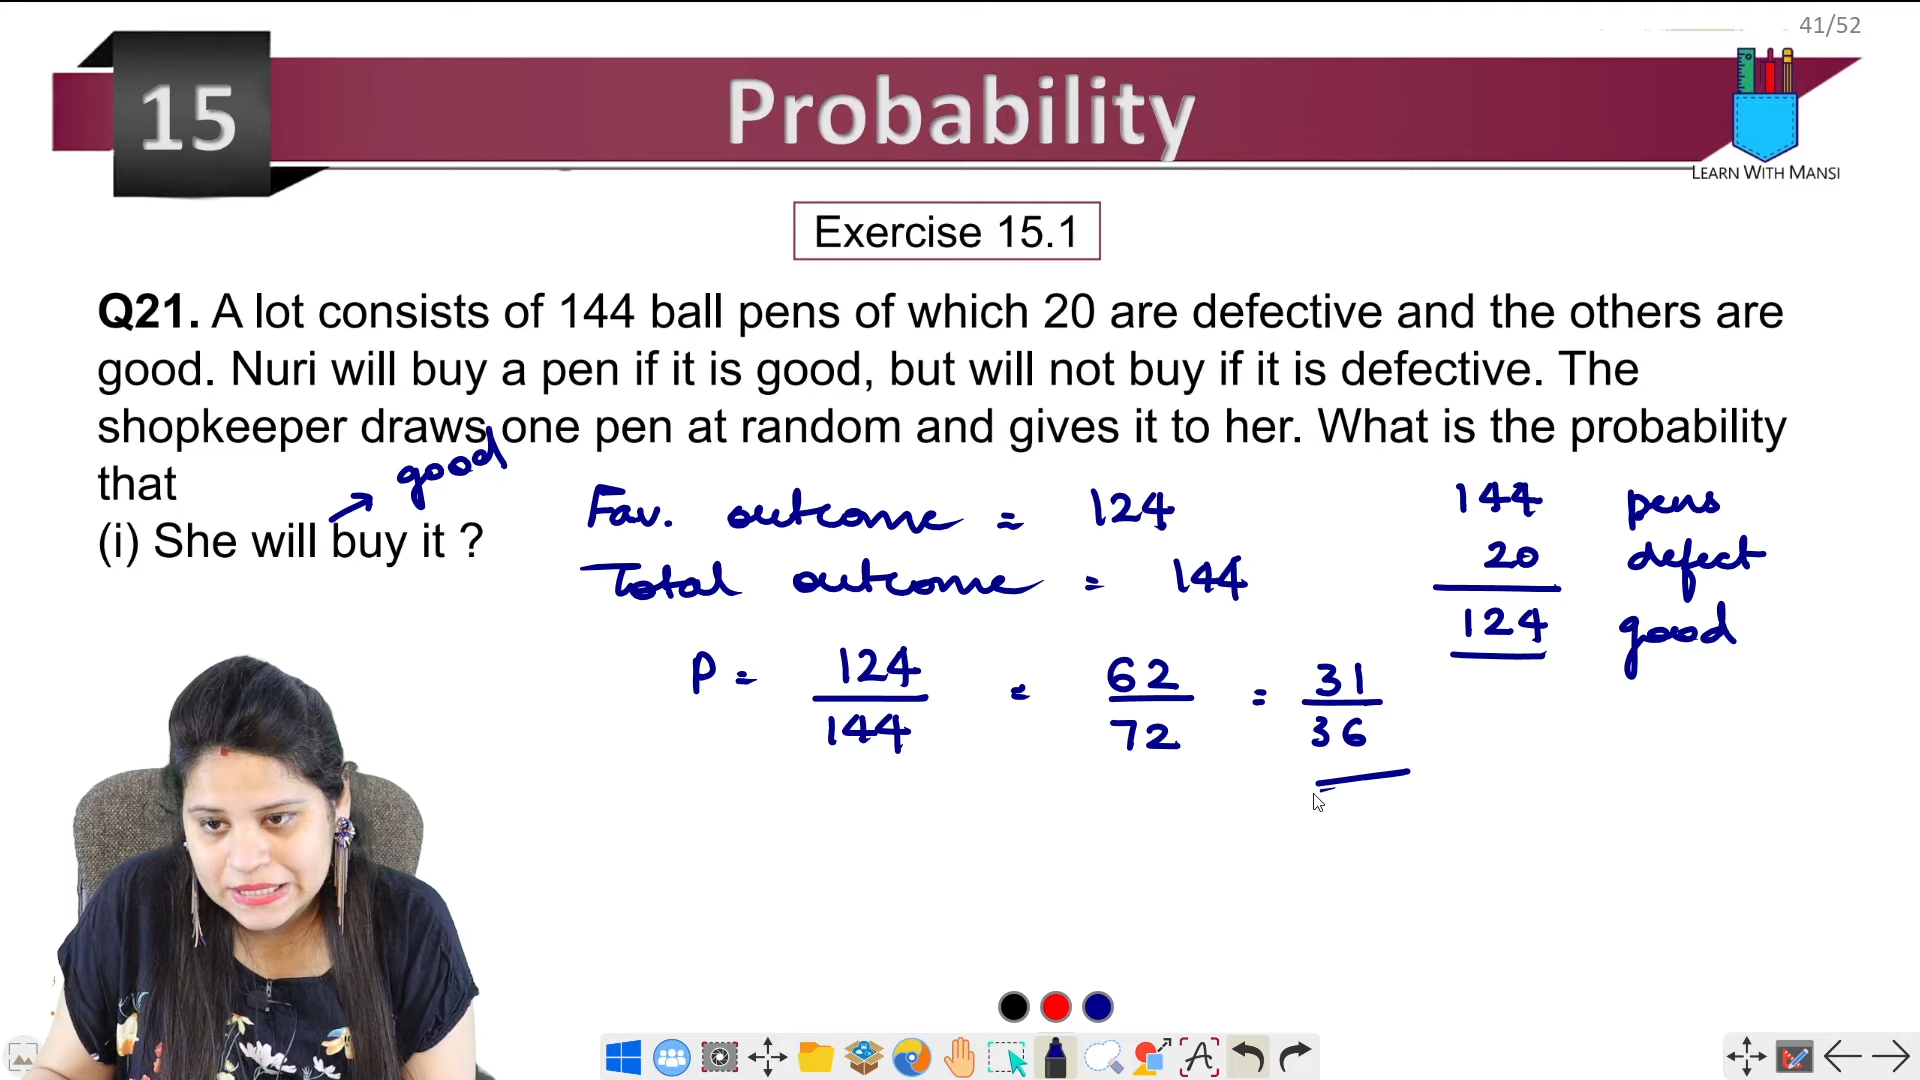 41/52
15
Probability
LEARN WITH MANSI
Exercise 15.1
Q21. A lot consists of 144 ball pens of which 20 are defective and the others are
good. Nuri will buy a pen if it is good, but will not buy if it is defective. The
shopkeeper draws one pen at random and gives it to her. What is the probability
that
good
(i) She will buy it ?
Fav. outcome = 124
Total outcome = 144
P = 124/144 = 62/72 = 31/36
144 pens
20 defect
124 good